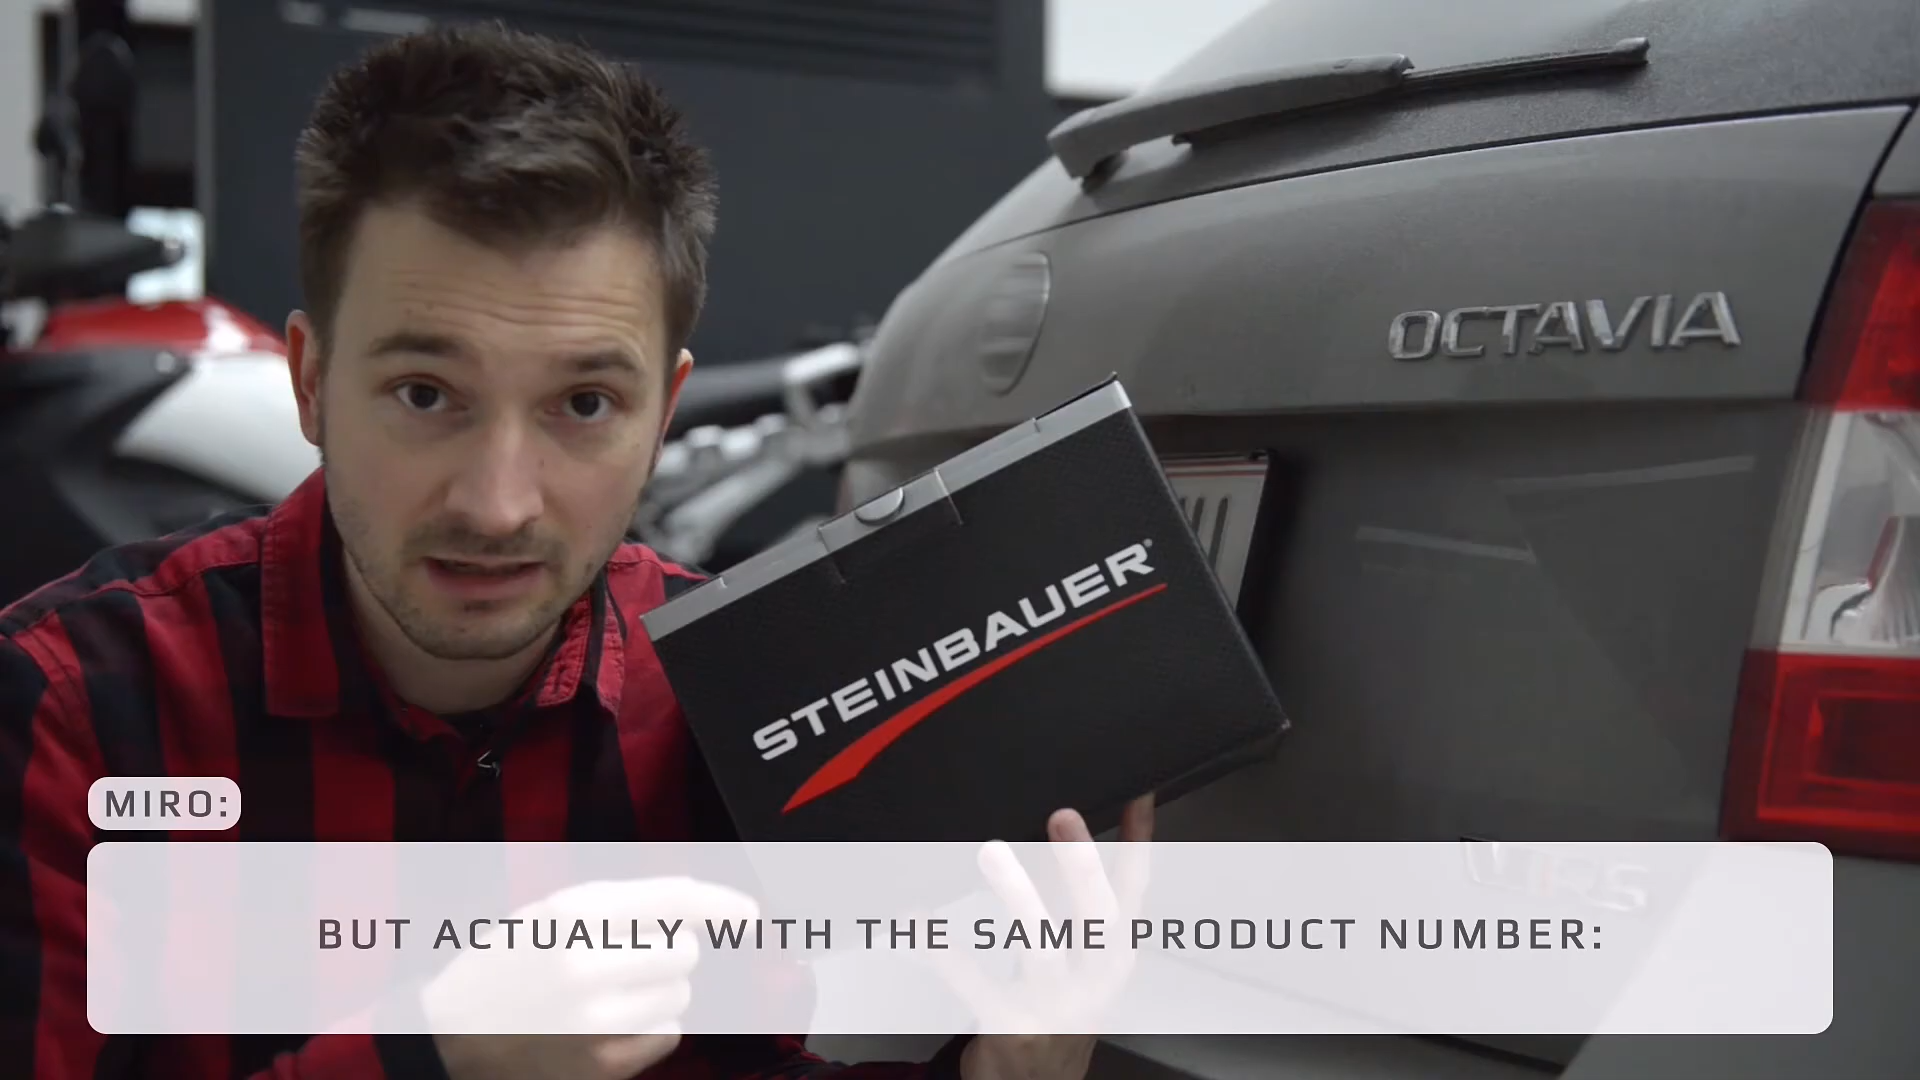 OCTAVIA
STEINBAUER®
MIRO:
BUT ACTUALLY WITH THE SAME PRODUCT NUMBER: